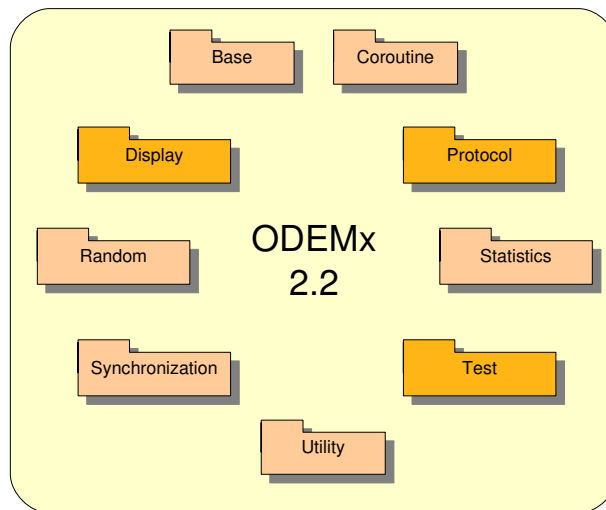 Base
Coroutine
Display
Protocol
Random
ODEMx
2.2
Statistics
Synchronization
Test
Utility